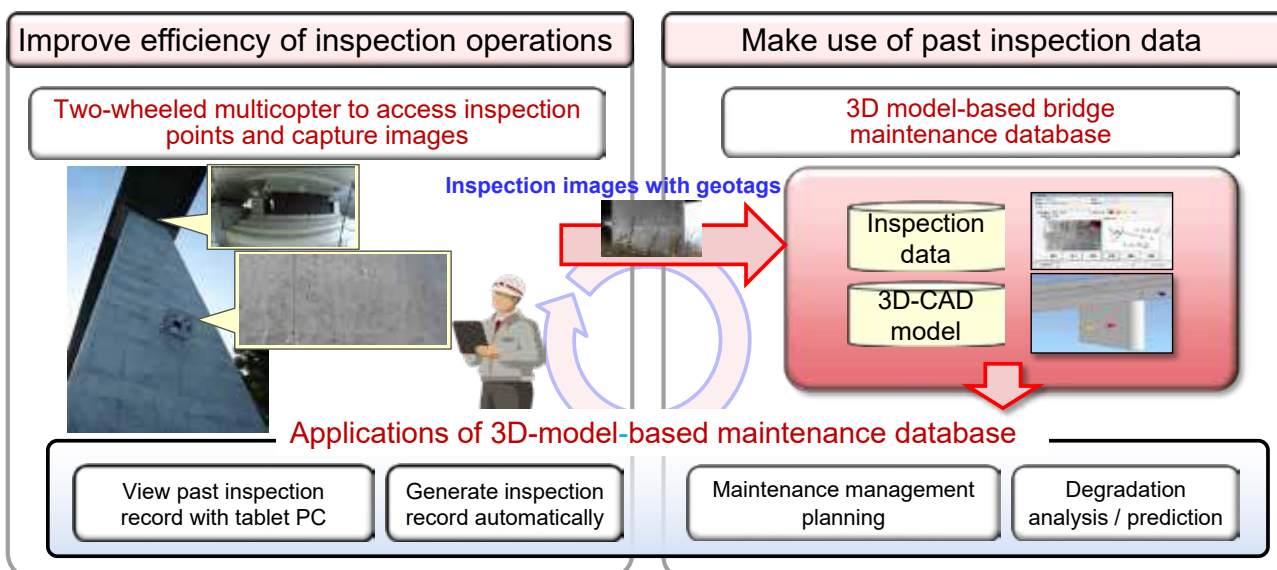 Improve efficiency of inspection operations
Make use of past inspection data
Two-wheeled multicopter to access inspection
points and capture images
3D model-based bridge
maintenance database
Inspection images with geotags
Inspection
data
3D-CAD
model
Applications of 3D-model-based maintenance database
View past inspection
record with tablet PC
Generate inspection
record automatically
Maintenance management
planning
Degradation
analysis / prediction